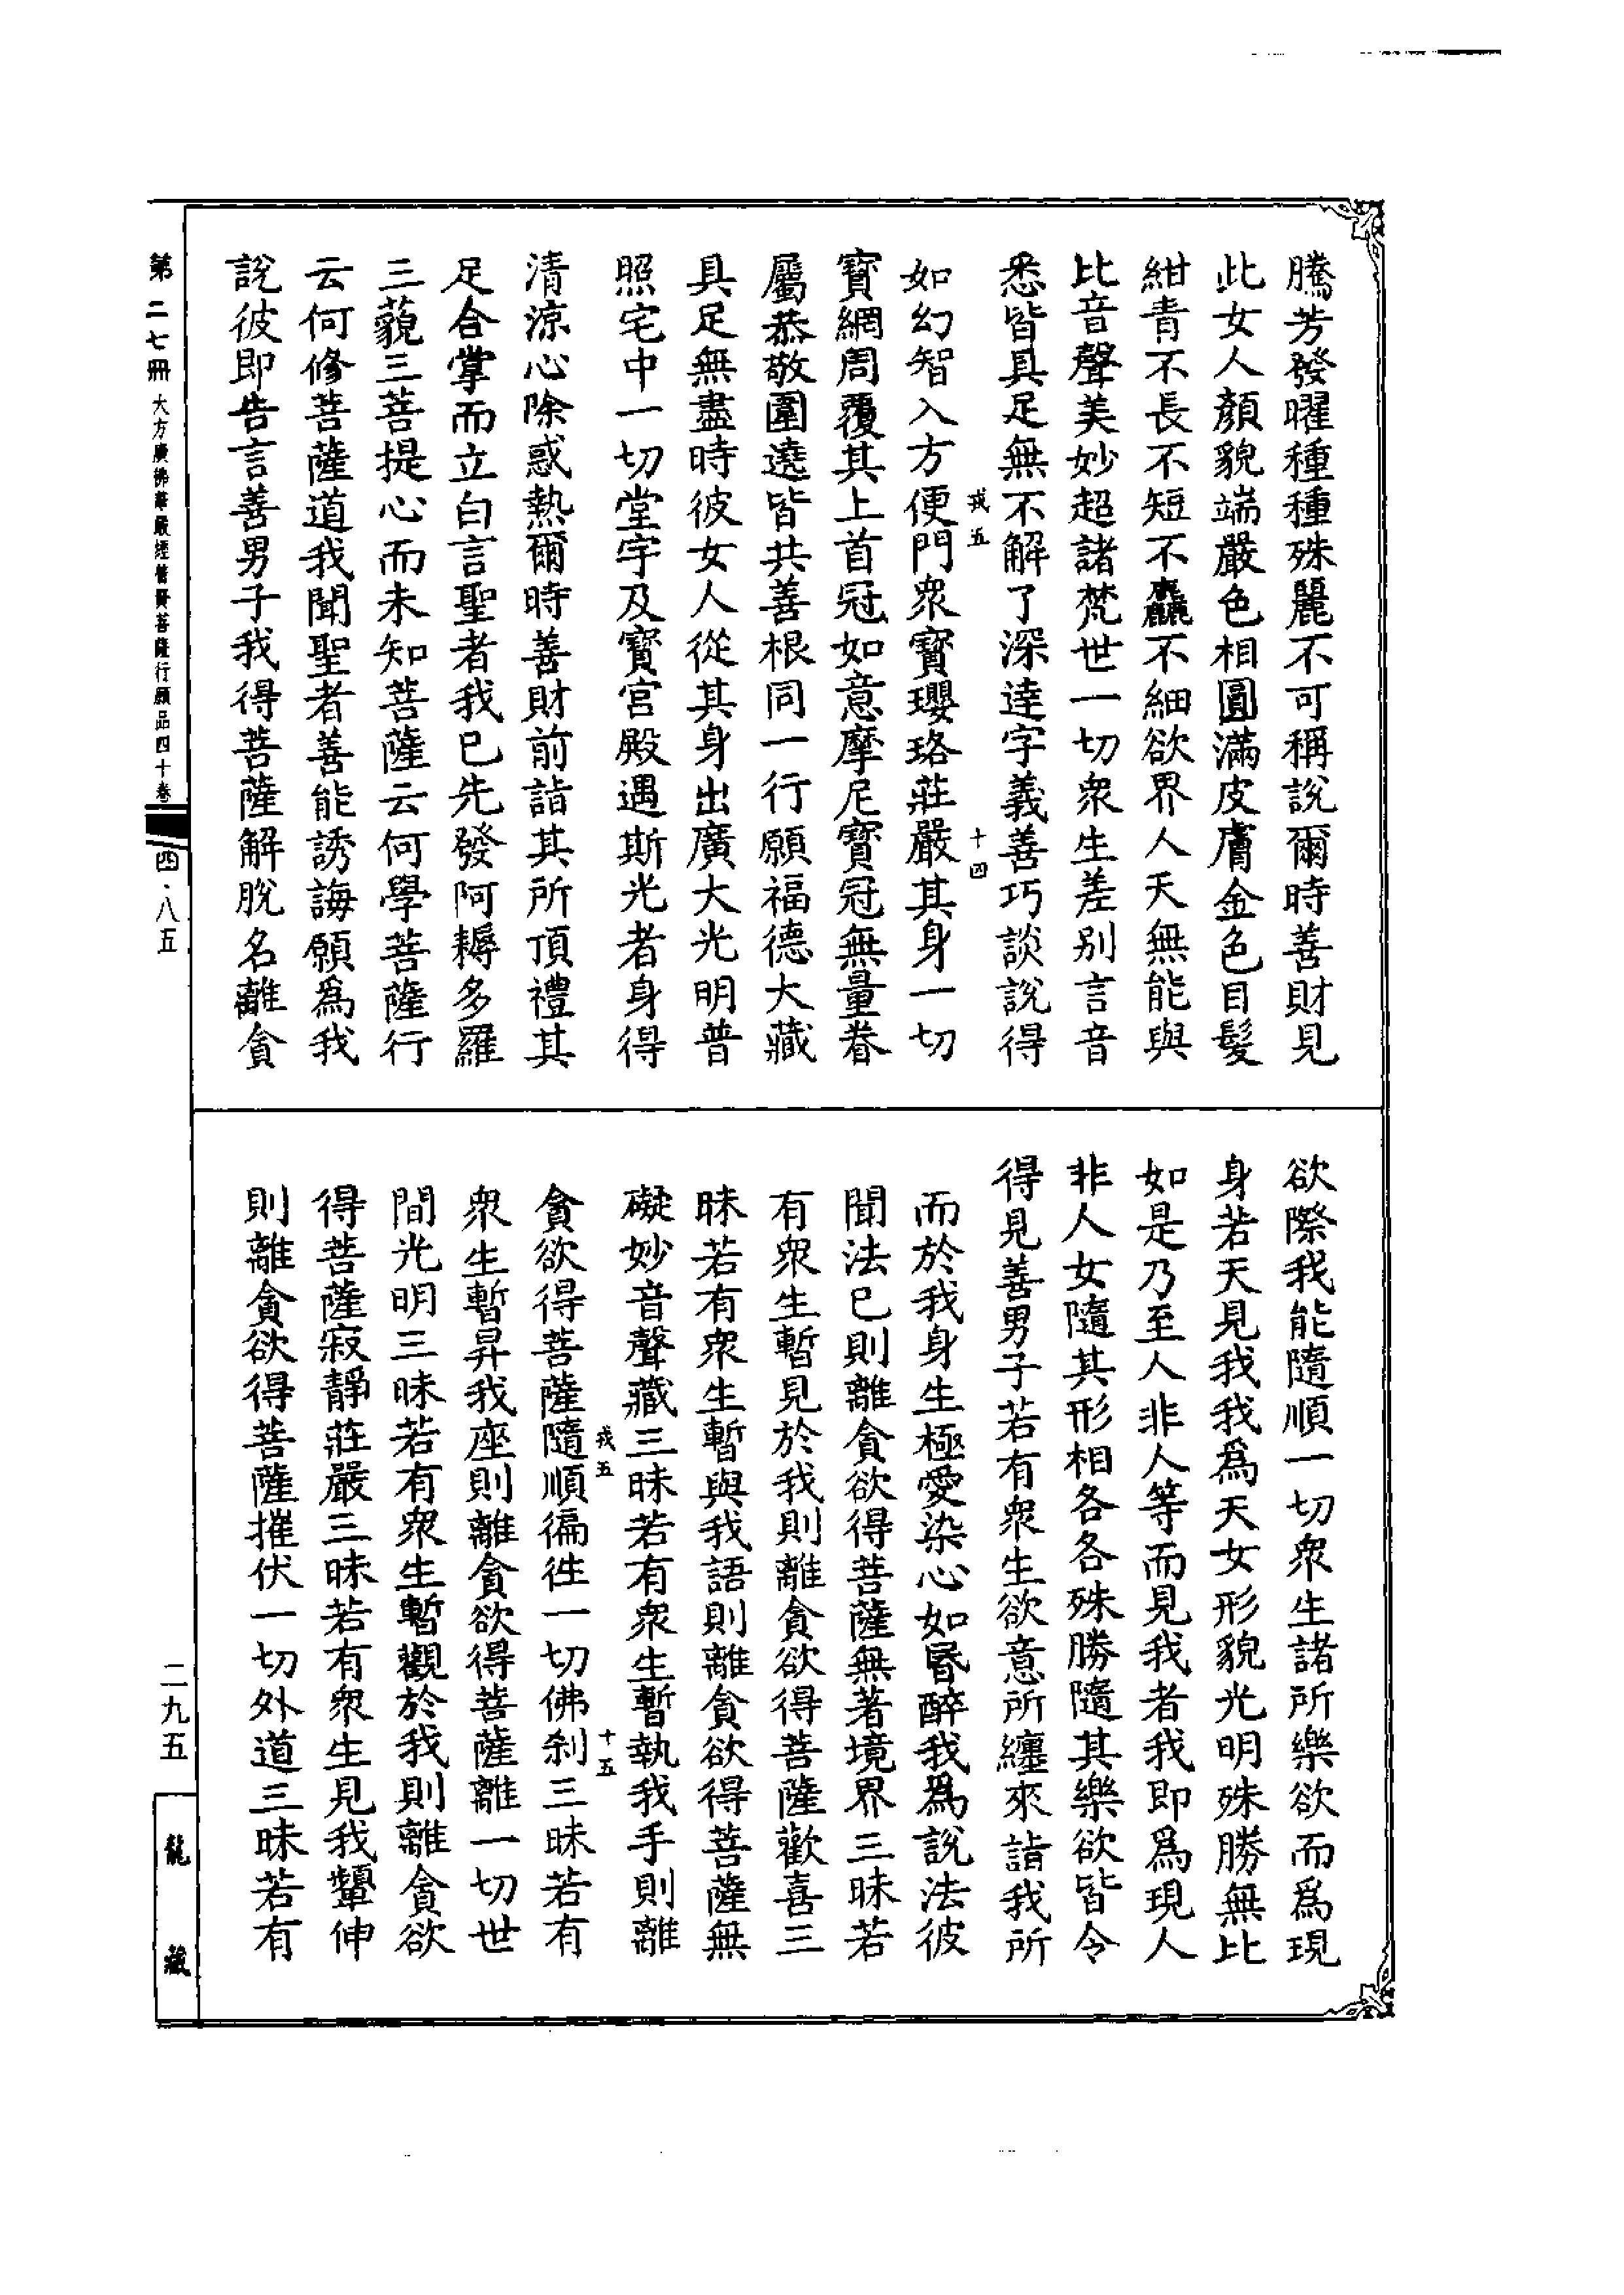 騰芳發曜種種殊麗不可稱說爾時善財見
此女人顏貌端嚴色相圓滿皮膚金色目髮
紺青不長不短不麤不細欲界人天無能與
比音聲美妙超諸梵世一切衆生差别言音
悉皆具足無不解了深達字義善巧談說得
戎五
十四
如幻智入方便門衆寳瓔珞莊嚴其身一切
寳網周覆其上首冠如意摩尼寳冠無量眷
屬恭敬圍遶皆共善根同一行願福德大藏
具足無盡時彼女人從其身出廣大光明普
照宅中一切堂宇及寳宮殿遇斯光者身得
清涼心除惑熱爾時善財前詣其所頂禮其
足合掌而立白言聖者我已先發阿耨多羅
三藐三菩提心而未知菩薩云何學菩薩行
云何修菩薩道我聞聖者善能誘誨願爲我
說彼即告言善男子我得菩薩解脫名離貪
欲際我能隨順一切衆生諸所樂欲而爲現
身若天見我我爲天女形貌光明殊勝無比
如是乃至人非人等而見我者我即爲現人
非人女隨其形相各各殊勝隨其樂欲皆令
得見善男子若有衆生欲意所纏來詣我所
而於我身生極愛染心如昬醉我爲說法彼
聞法已則離貪欲得菩薩無著境界三昧若
有衆生暫見於我則離貪欲得菩薩歡喜三
昧若有衆生暫與我語則離貪欲得菩薩無
礙妙音聲藏三昧若有衆生暫執我手則離
戎五
十五
貪欲得菩薩隨順徧徃一切佛刹三昧若有
衆生暫昇我座則離貪欲得菩薩離一切世
間光明三昧若有衆生暫觀於我則離貪欲
得菩薩寂靜莊嚴三昧若有衆生見我顰伸
則離貪欲得菩薩摧伏一切外道三昧若有
第二七冊 大方廣佛華嚴經普賢菩薩行願品四十卷
四·八五
二九五
龍藏